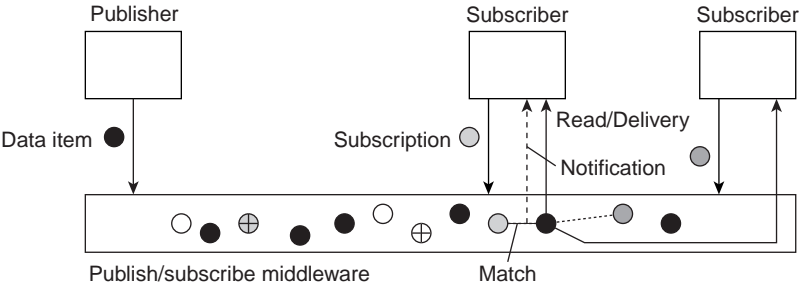 Publisher
Subscriber
Subscriber
Data item
Subscription
Read/Delivery
Notification
Publish/subscribe middleware
Match